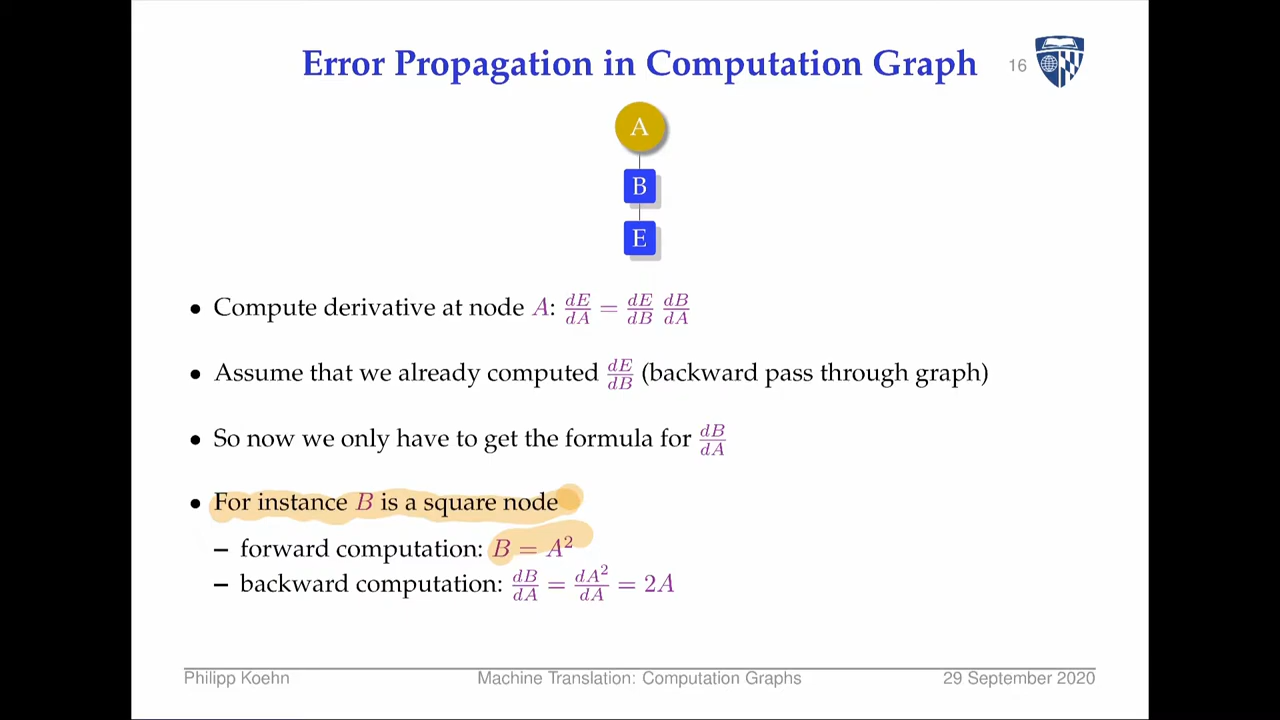 Error Propagation in Computation Graph
16
A
B
E
• Compute derivative at node A: dE/dA = dE/dB dB/dA
• Assume that we already computed dE/dB (backward pass through graph)
• So now we only have to get the formula for dB/dA
• For instance B is a square node
– forward computation: B = A²
– backward computation: dB/dA = dA²/dA = 2A
Philipp Koehn Machine Translation: Computation Graphs 29 September 2020